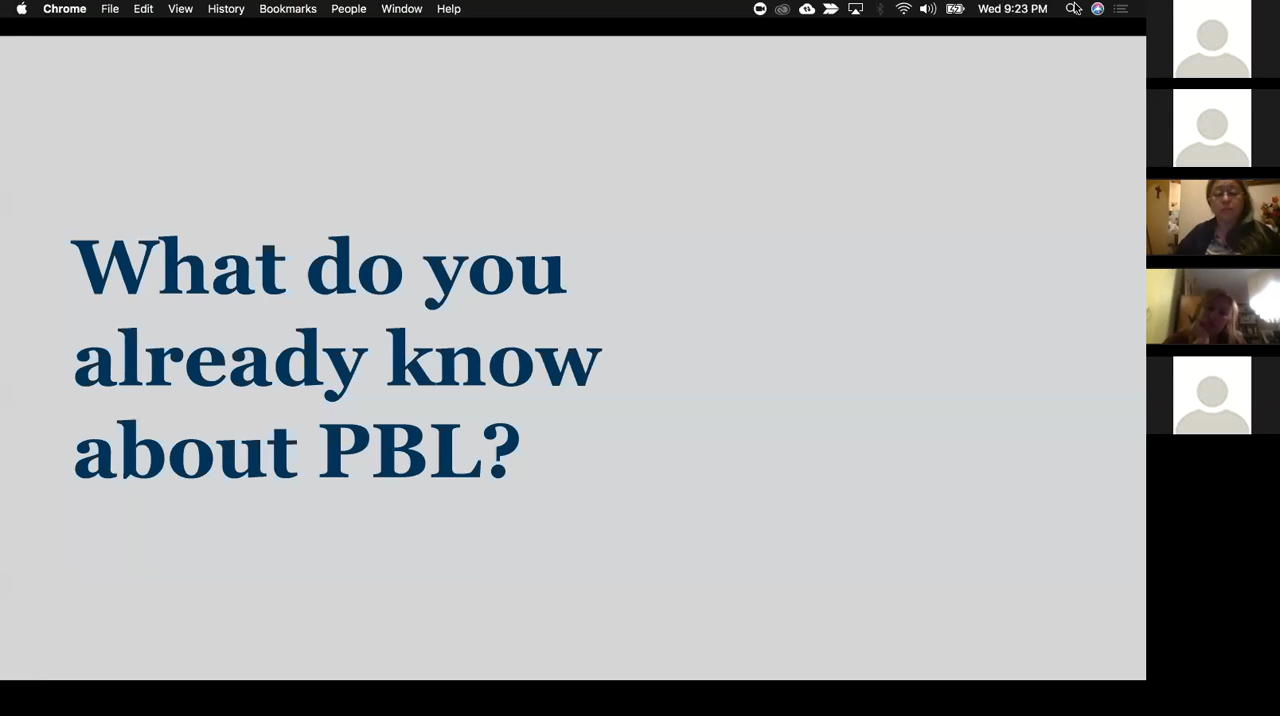 Chrome File Edit View History Bookmarks People Window Help Wed 9:23 PM
What do you
already know
about PBL?